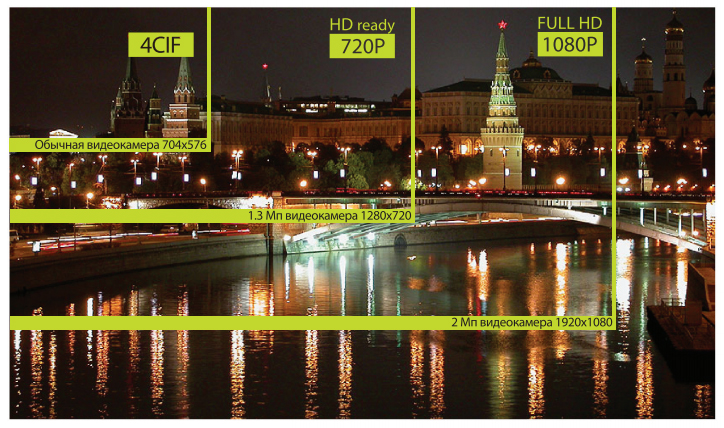 4CIF
HD ready
720P
FULL HD
1080P
Обычная видеокамера 704x576
1.3 Мп видеокамера 1280x720
2 Мп видеокамера 1920x1080